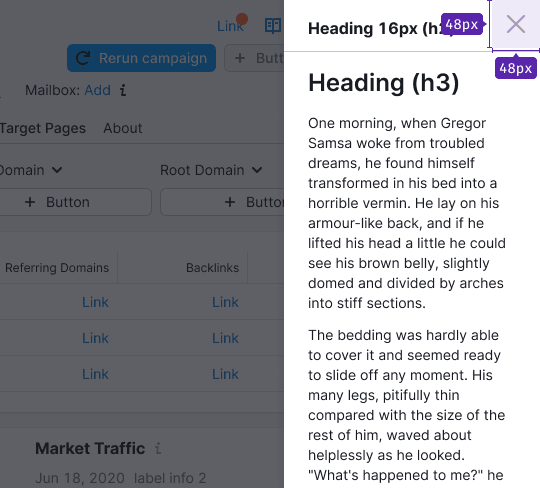 Link
Rerun campaign
Mailbox: Add
Target Pages About
Domain Root Domain
+ Button +
Referring Domains Backlinks
Link Link
Link Link
Link Link
Market Traffic
Jun 18, 2020 label info 2
Heading 16px
48px
48px
Heading (h3)
One morning, when Gregor
Samsa woke from troubled
dreams, he found himself
transformed in his bed into a
horrible vermin. He lay on his
armour-like back, and if he
lifted his head a little he could
see his brown belly, slightly
domed and divided by arches
into stiff sections.
The bedding was hardly able
to cover it and seemed ready
to slide off any moment. His
many legs, pitifully thin
compared with the size of the
rest of him, waved about
helplessly as he looked.
"What's happened to me?" he